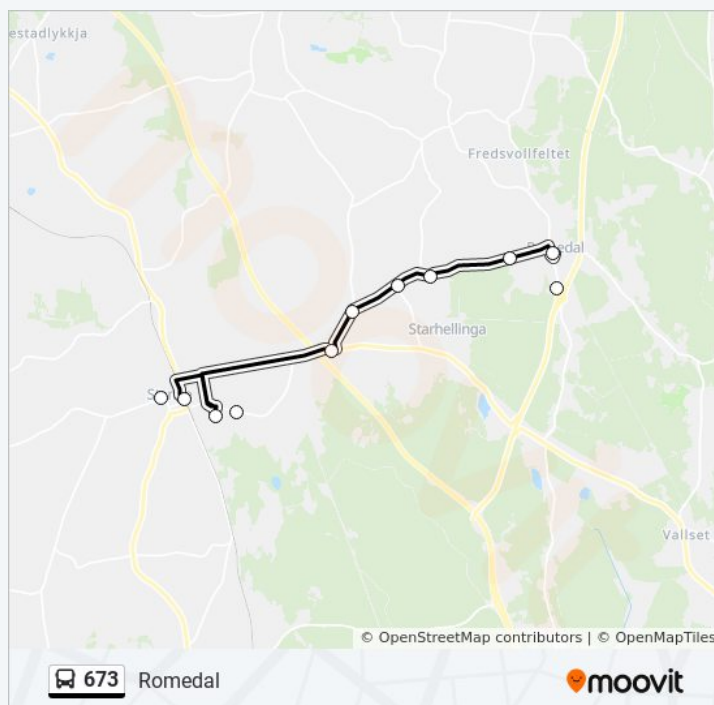 estadlykkja
Fredsvollfeltet
Starhellinga
Vallset
© OpenStreetMap contributors | © OpenMapTiles
673 Romedal
moovit